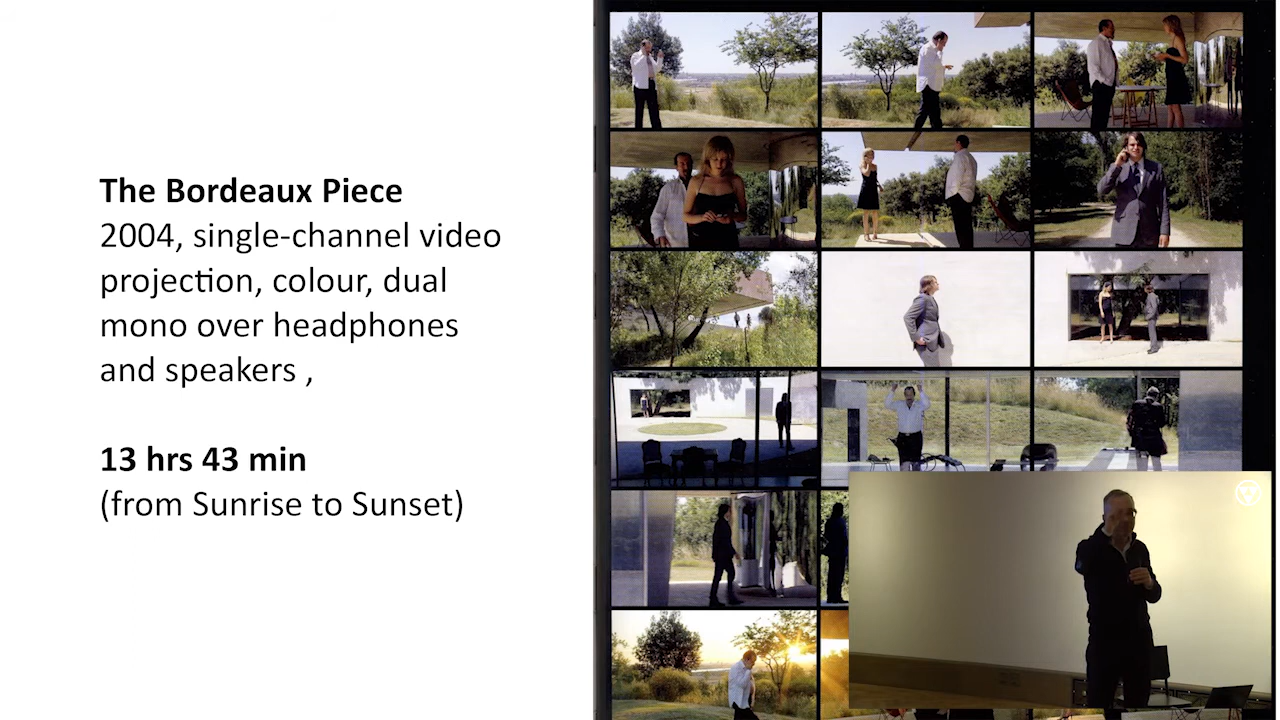 The Bordeaux Piece
2004, single-channel video
projection, colour, dual
mono over headphones
and speakers ,
13 hrs 43 min
(from Sunrise to Sunset)